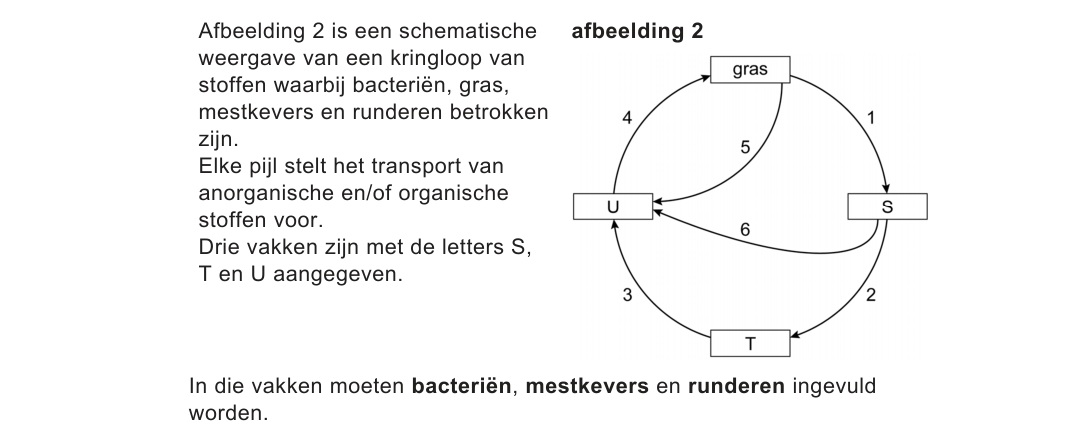 Afbeelding 2 is een schematische
weergave van een kringloop van
stoffen waarbij bacteriën, gras,
mestkevers en runderen betrokken
zijn.
Elke pijl stelt het transport van
anorganische en/of organische
stoffen voor.
Drie vakken zijn met de letters S,
T en U aangegeven.
afbeelding 2
gras
4
1
5
U
S
6
3
2
T
In die vakken moeten bacteriën, mestkevers en runderen ingevuld
worden.